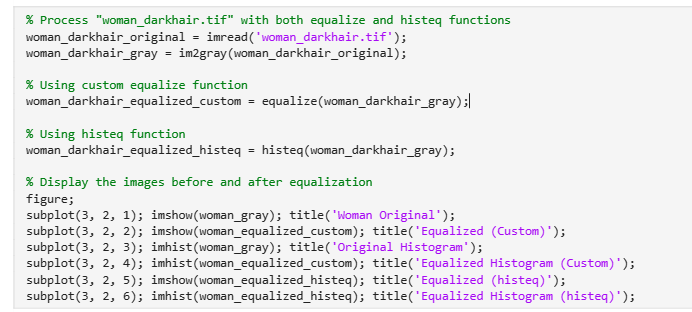 % Process "woman_darkhair.tif" with both equalize and histeq functions
woman_darkhair_original = imread('woman_darkhair.tif');
woman_darkhair_gray = im2gray(woman_darkhair_original);
% Using custom equalize function
woman_darkhair_equalized_custom = equalize(woman_darkhair_gray);
% Using histeq function
woman_darkhair_equalized_histeq = histeq(woman_darkhair_gray);
% Display the images before and after equalization
figure;
subplot(3, 2, 1); imshow(woman_gray); title('Woman Original');
subplot(3, 2, 2); imshow(woman_equalized_custom); title('Equalized (Custom)');
subplot(3, 2, 3); imhist(woman_gray); title('Original Histogram');
subplot(3, 2, 4); imhist(woman_equalized_custom); title('Equalized Histogram (Custom)');
subplot(3, 2, 5); imshow(woman_equalized_histeq); title('Equalized (histeq)');
subplot(3, 2, 6); imhist(woman_equalized_histeq); title('Equalized Histogram (histeq)');